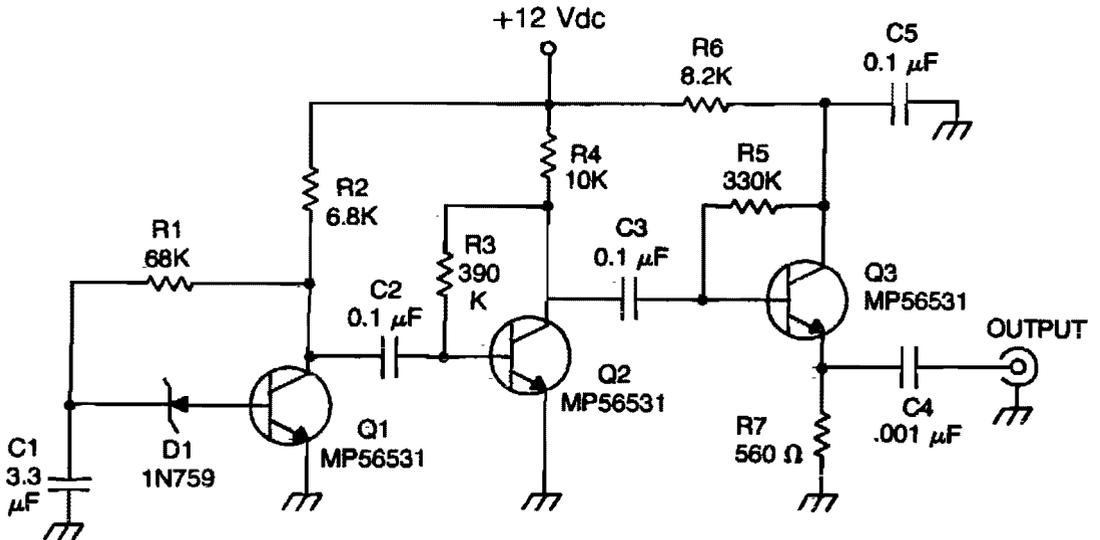 +12 Vdc
R6
8.2K
C5
0.1 µF
R4
10K
R5
330K
R2
6.8K
R1
68K
R3
390
K
C3
0.1 µF
C2
0.1 µF
Q3
MP56531
OUTPUT
Q2
MP56531
C4
.001 µF
Q1
MP56531
R7
560 Ω
D1
1N759
C1
3.3
µF